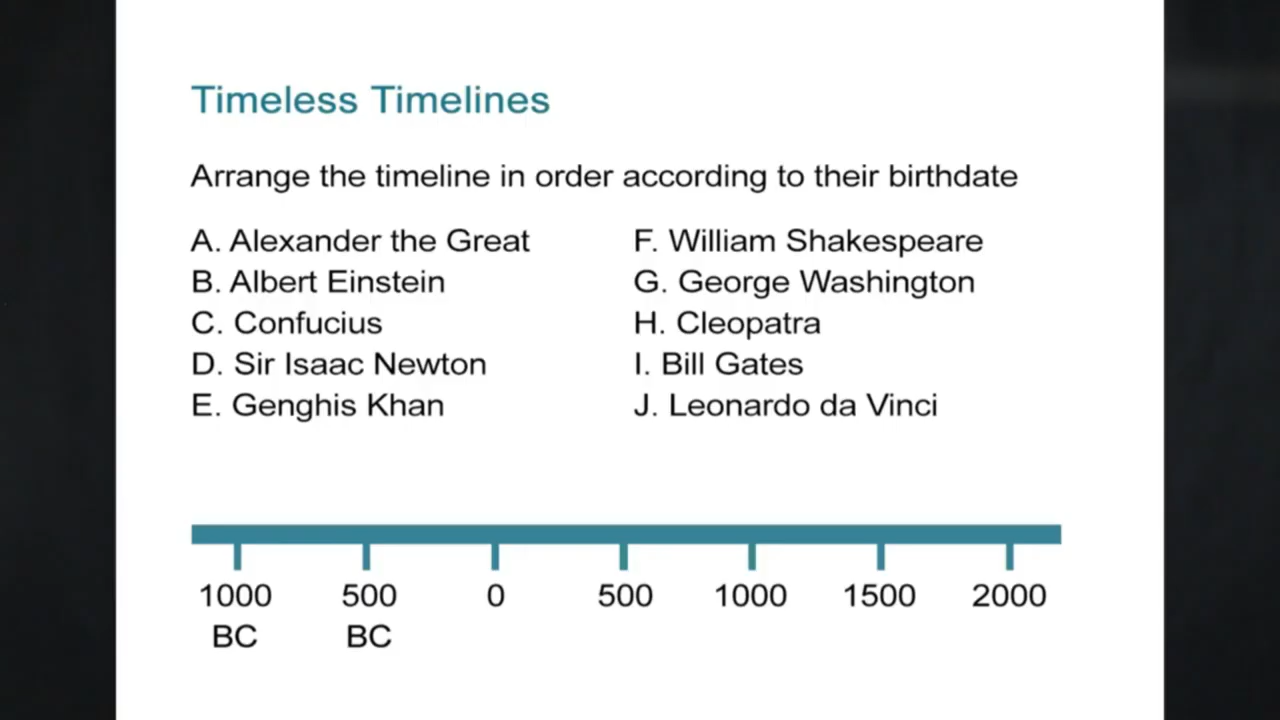 Timeless Timelines
Arrange the timeline in order according to their birthdate
A. Alexander the Great
B. Albert Einstein
C. Confucius
D. Sir Isaac Newton
E. Genghis Khan
F. William Shakespeare
G. George Washington
H. Cleopatra
I. Bill Gates
J. Leonardo da Vinci
1000 BC
500 BC
0
500
1000
1500
2000